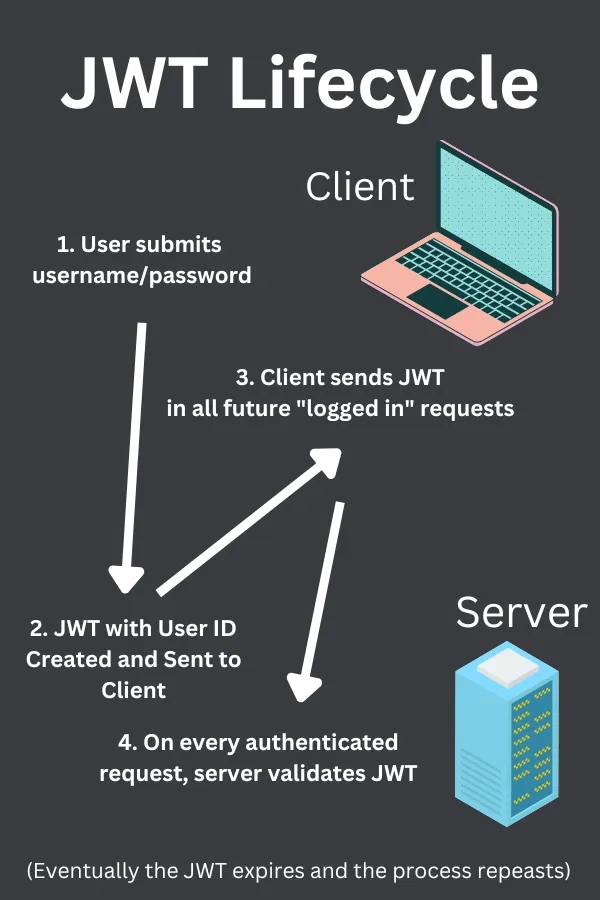 JWT Lifecycle
Client
1. User submits
username/password
3. Client sends JWT
in all future "logged in" requests
2. JWT with User ID
Created and Sent to
Client
Server
4. On every authenticated
request, server validates JWT
(Eventually the JWT expires and the process repeasts)